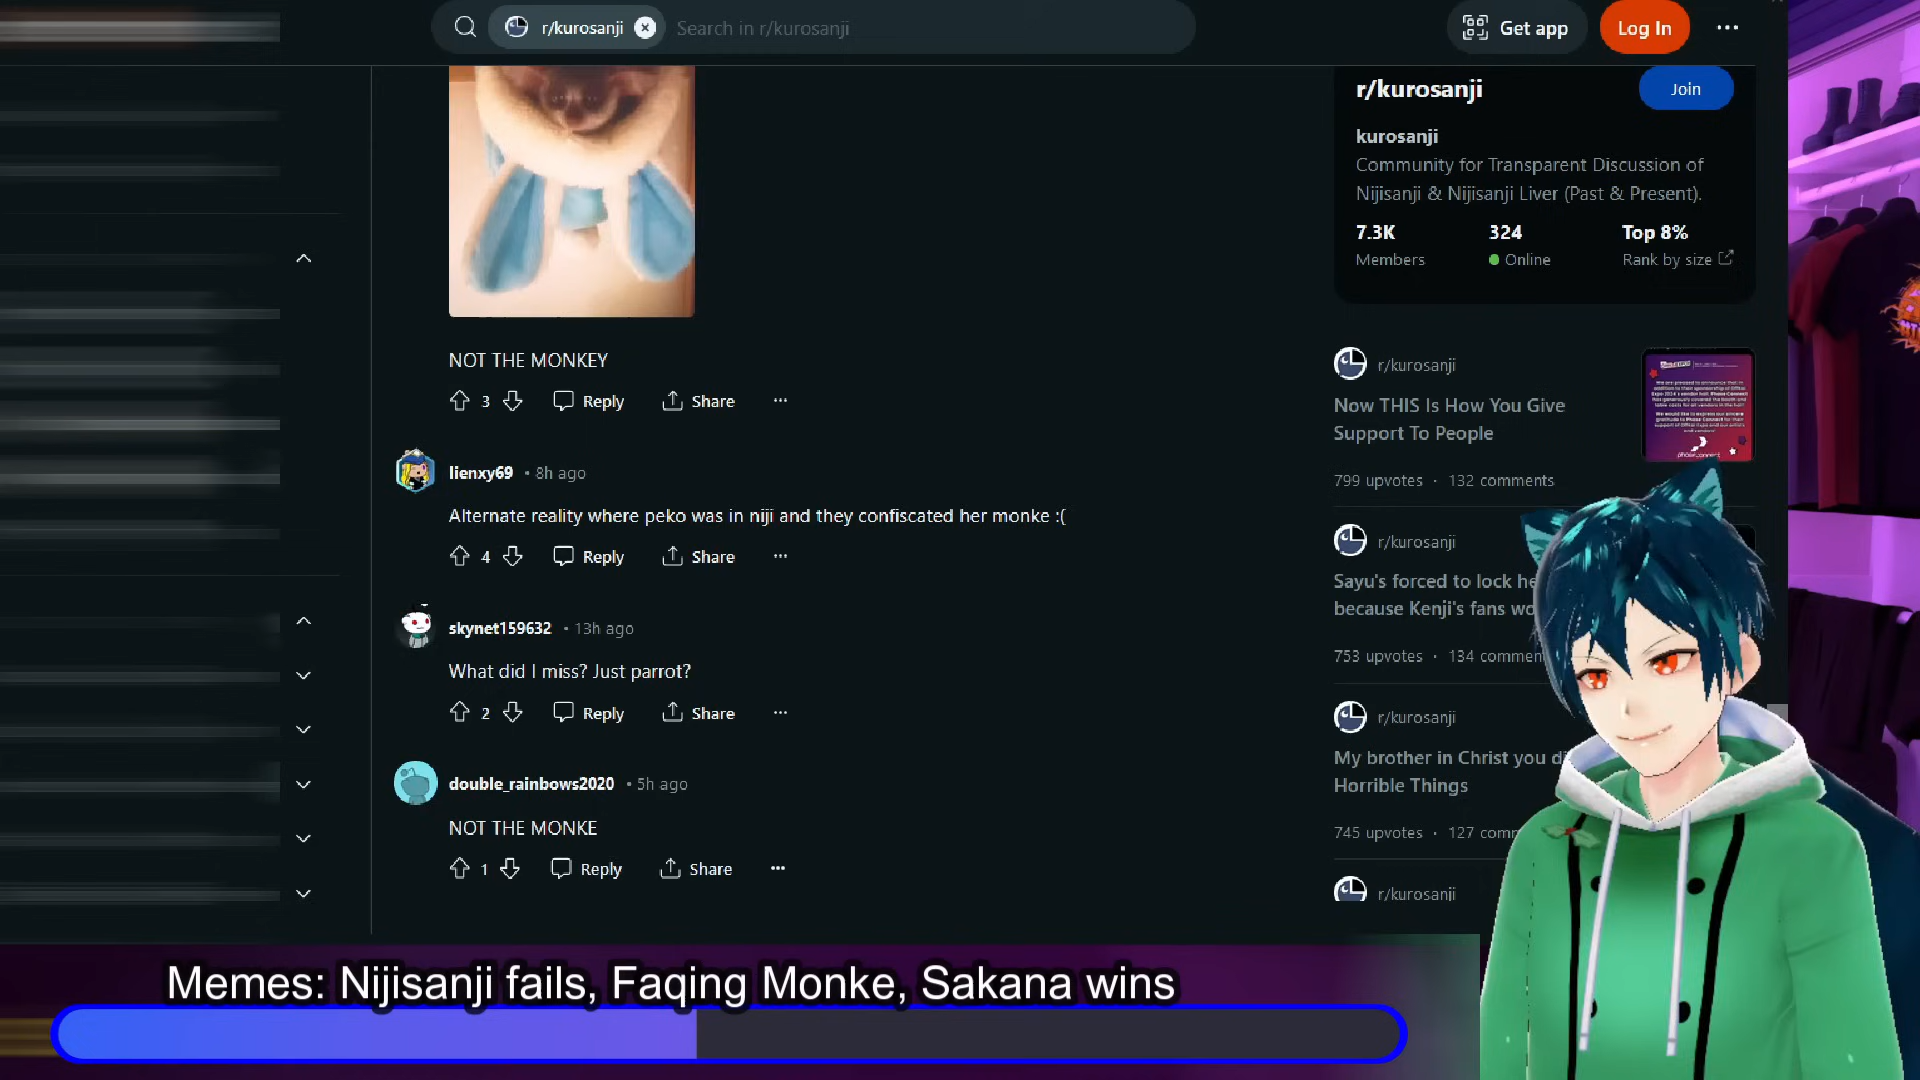 r/kurosanji
Search in r/kurosanji
Get app
Log In
NOT THE MONKEY
3
Reply
Share
lienxy69 • 8h ago
Alternate reality where peko was in niji and they confiscated her monke :(
4
Reply
Share
skynet159632 • 13h ago
What did I miss? Just parrot?
2
Reply
Share
double_rainbows2020 • 5h ago
NOT THE MONKE
1
Reply
Share
r/kurosanji
Join
kurosanji
Community for Transparent Discussion of
Nijisanji & Nijisanji Liver (Past & Present).
7.3K
324
Top 8%
Members
Online
Rank by size
r/kurosanji
Now THIS Is How You Give
Support To People
799 upvotes · 132 comments
r/kurosanji
Sayu's forced to lock he
because Kenji's fans wo
753 upvotes · 134 commen
r/kurosanji
My brother in Christ you di
Horrible Things
745 upvotes · 127 com
r/kurosanji
Memes: Nijisanji fails, Faqing Monke, Sakana wins